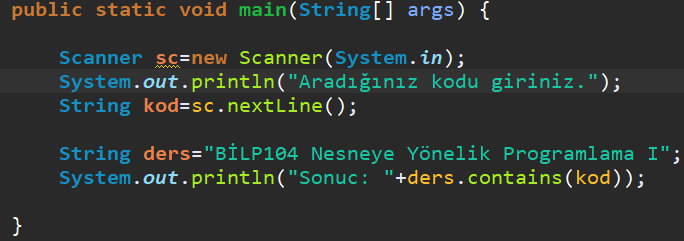 public static void main(String[] args) {
Scanner sc=new Scanner(System.in);
System.out.println("Aradığınız kodu giriniz.");
String kod=sc.nextLine();
String ders="BİLP104 Nesneye Yönelik Programlama I";
System.out.println("Sonuc: "+ders.contains(kod));
}